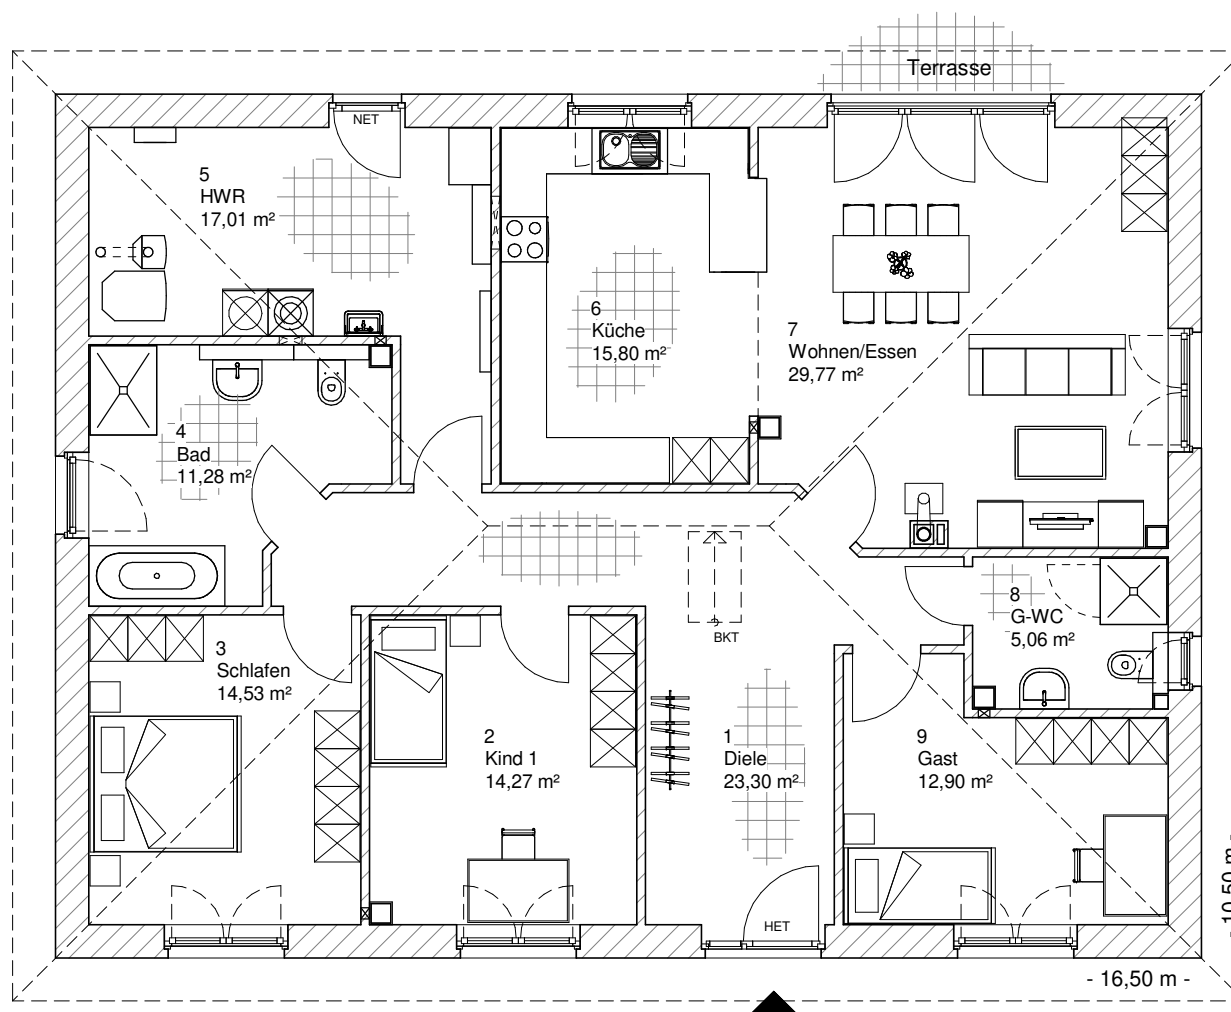 Terrasse
NET
5
HWR
17,01 m²
6
Küche
15,80 m²
7
Wohnen/Essen
29,77 m²
4
Bad
11,28 m²
8
G-WC
5,06 m²
BKT
3
Schlafen
14,53 m²
2
Kind 1
14,27 m²
1
Diele
23,30 m²
9
Gast
12,90 m²
HET
- 10,50 m -
- 16,50 m -